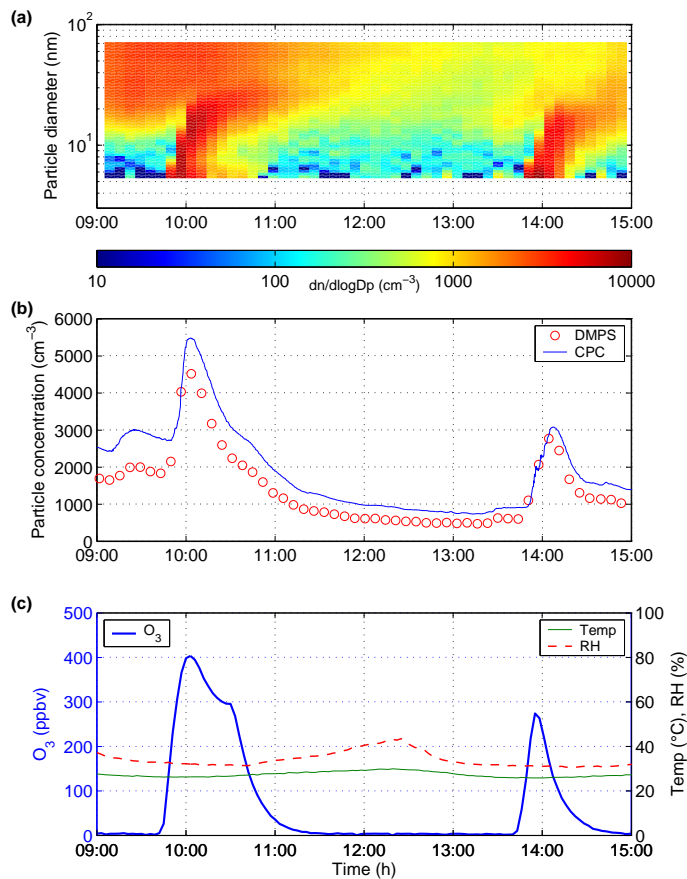 (a)
Particle diameter (nm)
10²
10¹
09:00 10:00 11:00 12:00 13:00 14:00 15:00
10 100 1000 10000
dn/dlogDp (cm⁻³)
(b)
Particle concentration (cm⁻³)
6000
5000
4000
3000
2000
1000
0
DMPS
CPC
09:00 10:00 11:00 12:00 13:00 14:00 15:00
(c)
O₃ (ppbv)
500
400
300
200
100
0
O₃
Temp
RH
100
80
60
40
20
0
Temp (°C), RH (%)
09:00 10:00 11:00 12:00 13:00 14:00 15:00
Time (h)